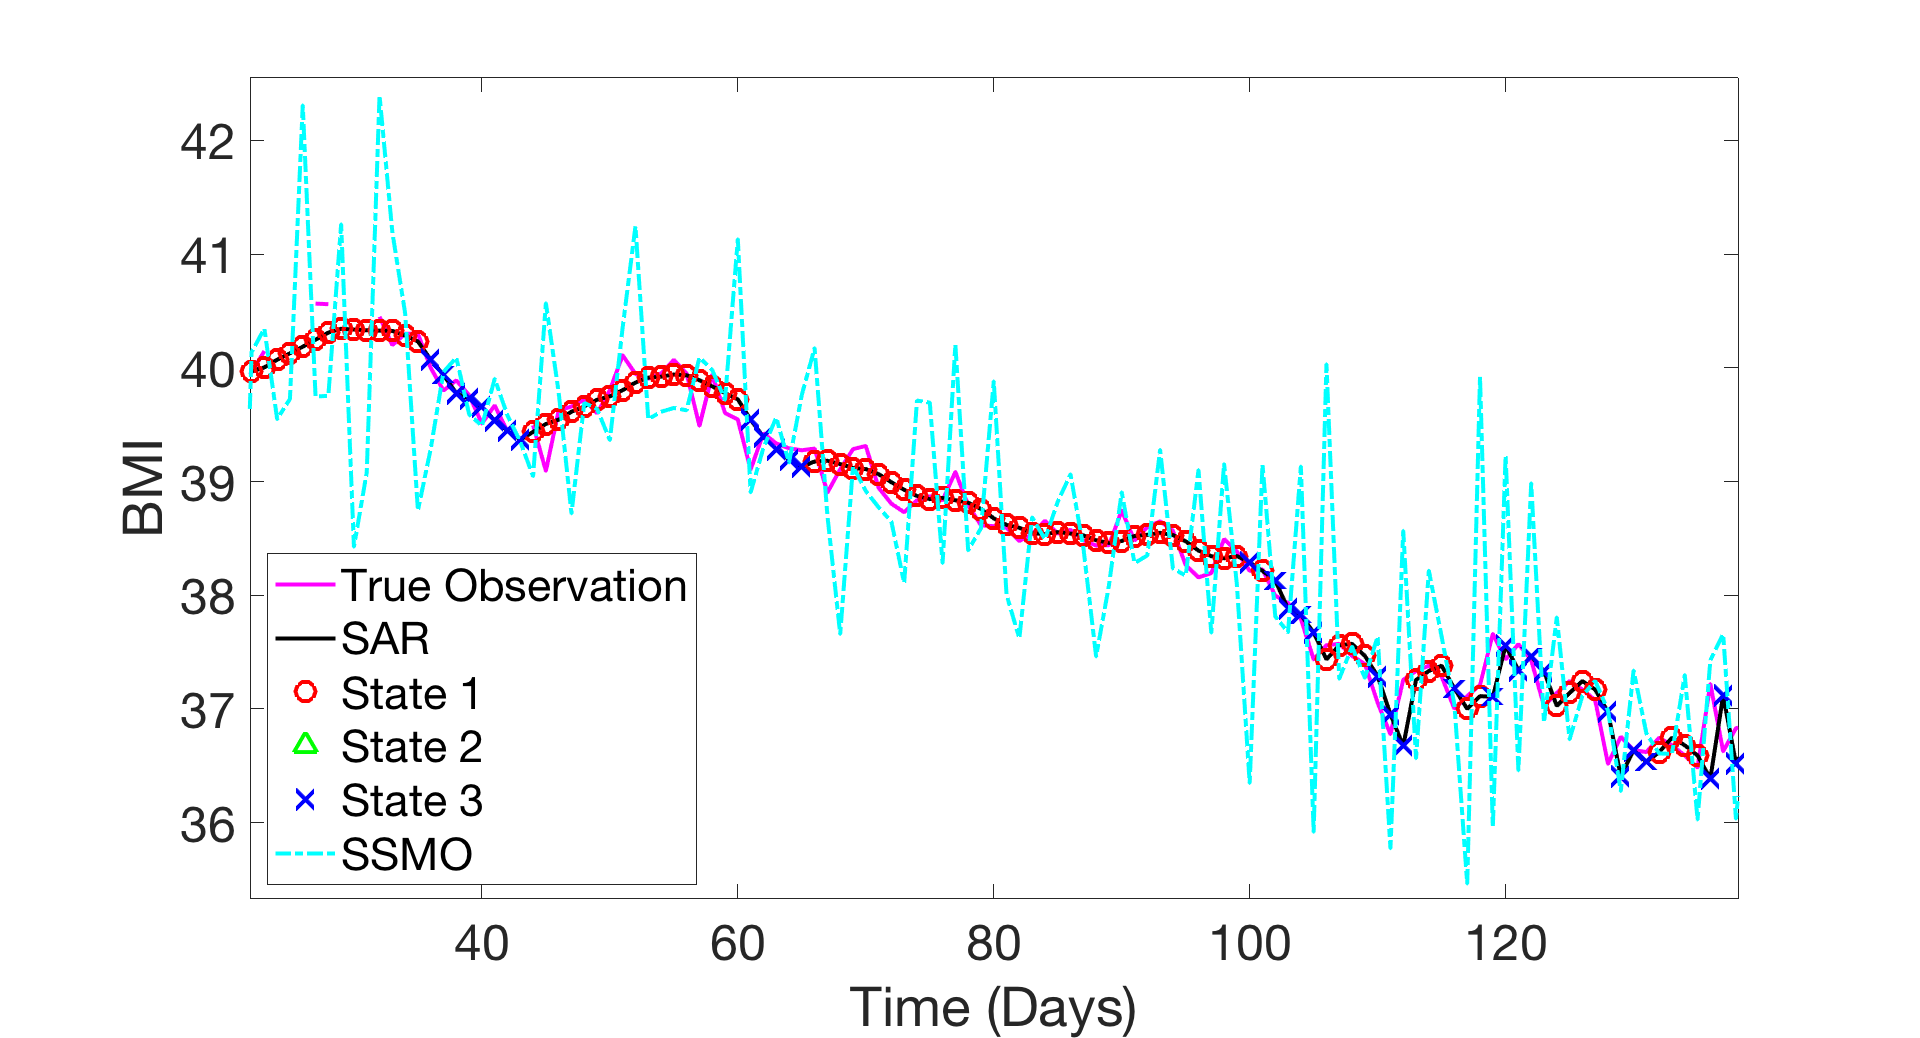 42
41
40
39
38
37
36
BMI
True Observation
SAR
State 1
State 2
State 3
SSMO
40 60 80 100 120
Time (Days)